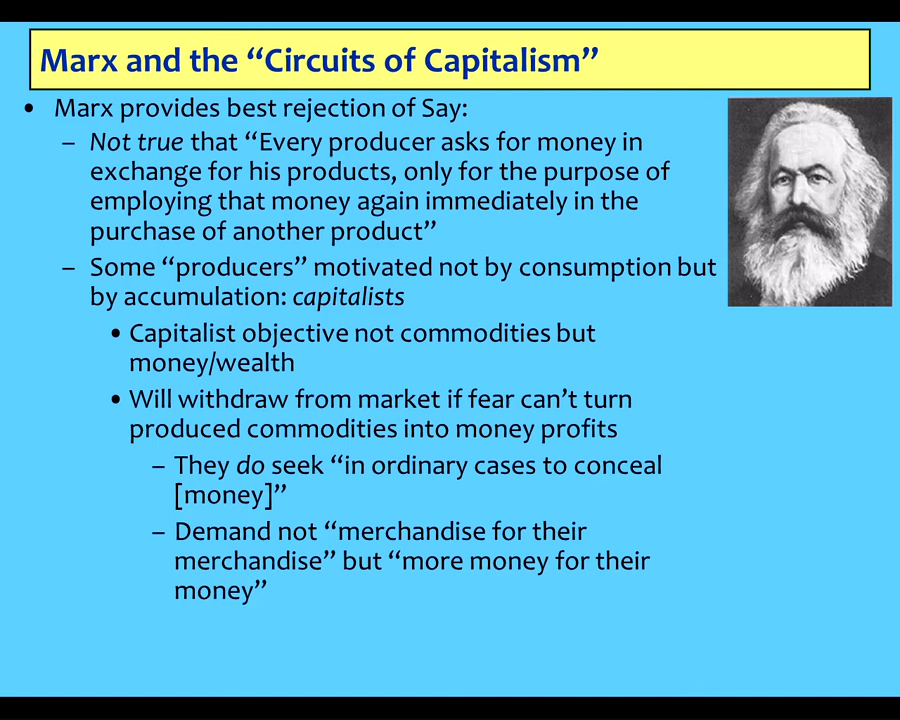 Marx and the “Circuits of Capitalism”
• Marx provides best rejection of Say:
– Not true that “Every producer asks for money in
exchange for his products, only for the purpose of
employing that money again immediately in the
purchase of another product”
– Some “producers” motivated not by consumption but
by accumulation: capitalists
• Capitalist objective not commodities but
money/wealth
• Will withdraw from market if fear can’t turn
produced commodities into money profits
– They do seek “in ordinary cases to conceal
[money]”
– Demand not “merchandise for their
merchandise” but “more money for their
money”